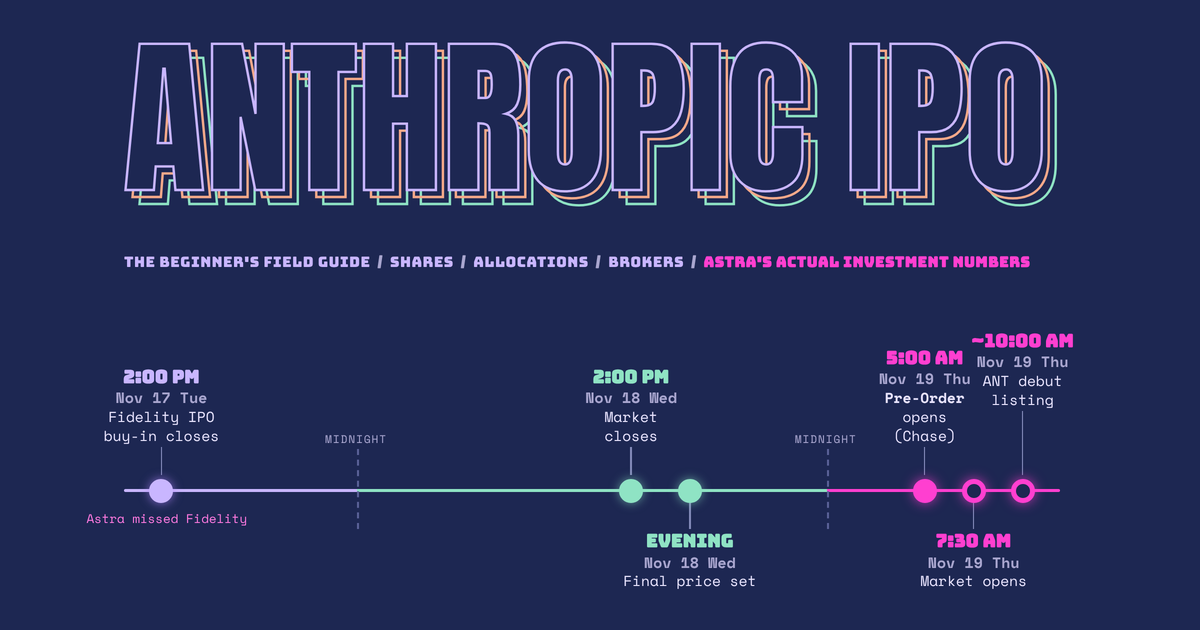 ANTHROPIC IPO
THE BEGINNER'S FIELD GUIDE / SHARES / ALLOCATIONS / BROKERS / ASTRA'S ACTUAL INVESTMENT NUMBERS
2:00 PM
Nov 17 Tue
Fidelity IPO
buy-in closes
Astra missed Fidelity
MIDNIGHT
2:00 PM
Nov 18 Wed
Market
closes
EVENING
Nov 18 Wed
Final price set
MIDNIGHT
5:00 AM
Nov 19 Thu
Pre-Order
opens
(Chase)
7:30 AM
Nov 19 Thu
Market opens
~10:00 AM
Nov 19 Thu
ANT debut
listing